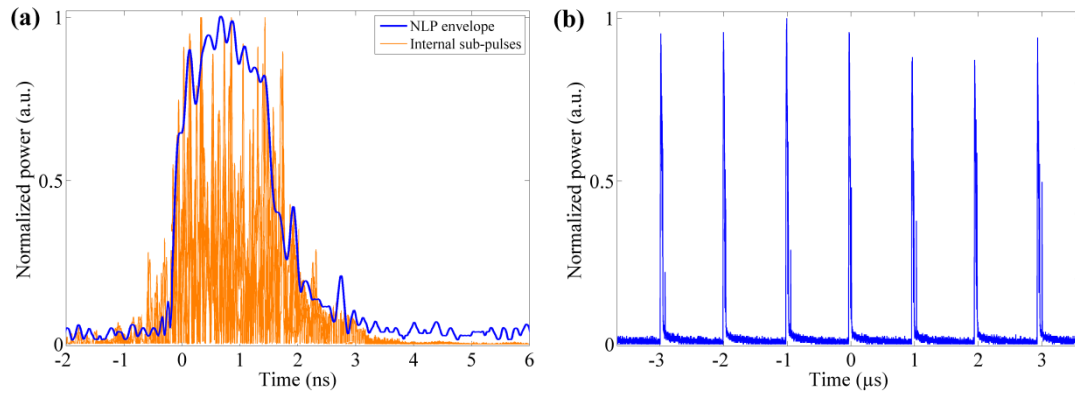 (a)
NLP envelope
Internal sub-pulses
Normalized power (a.u.)
1
0.5
0
-2 -1 0 1 2 3 4 5 6
Time (ns)
(b)
Normalized power (a.u.)
1
0.5
0
-3 -2 -1 0 1 2 3
Time (µs)